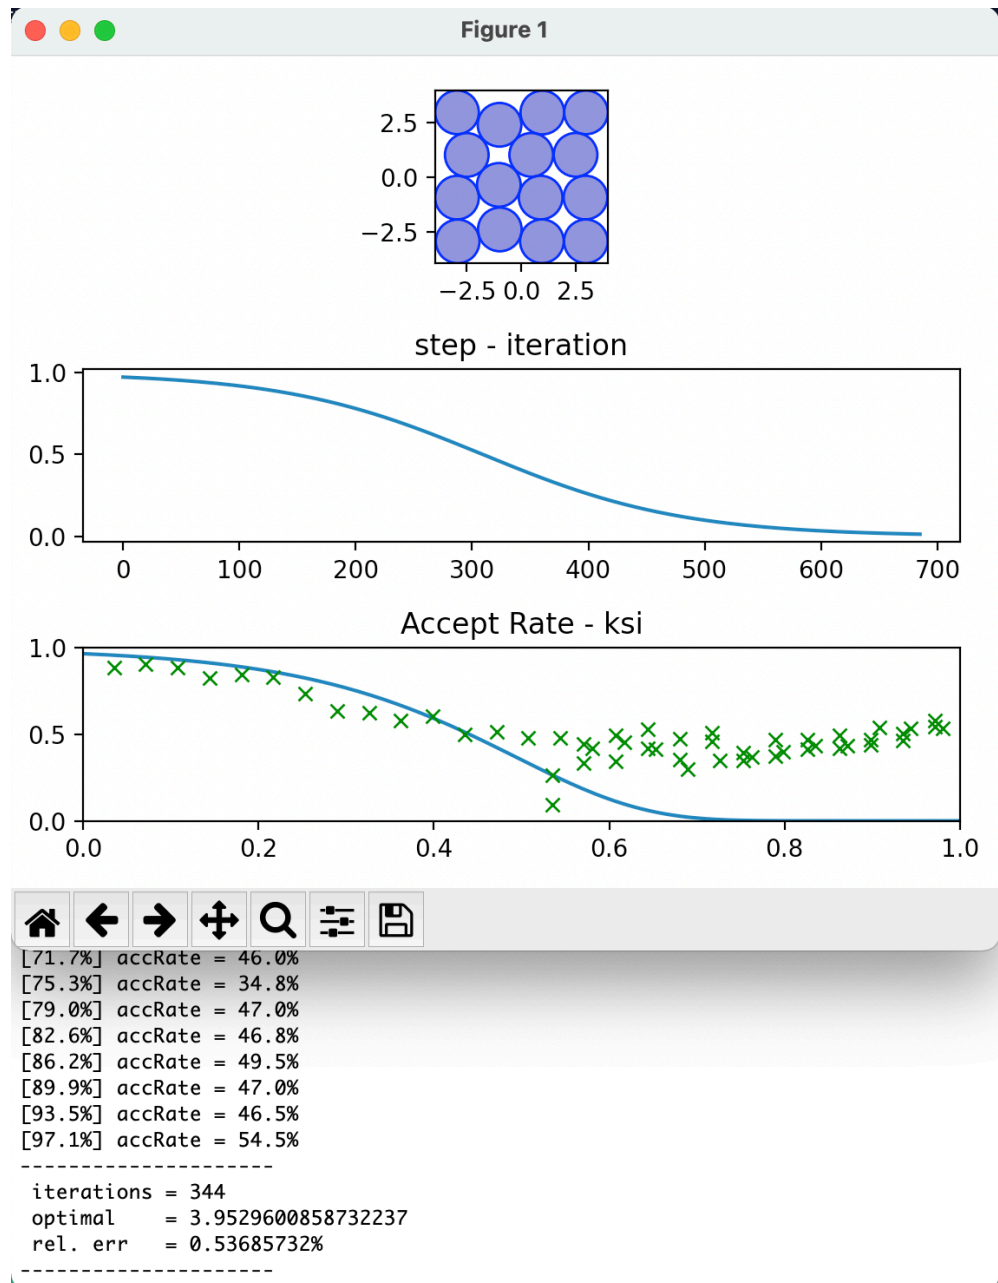 Figure 1
2.5
0.0
−2.5
−2.5 0.0 2.5
step - iteration
1.0
0.5
0.0
0 100 200 300 400 500 600 700
Accept Rate - ksi
1.0
0.5
0.0
0.0 0.2 0.4 0.6 0.8 1.0
[71.7%] accRate = 46.0%
[75.3%] accRate = 34.8%
[79.0%] accRate = 47.0%
[82.6%] accRate = 46.8%
[86.2%] accRate = 49.5%
[89.9%] accRate = 47.0%
[93.5%] accRate = 46.5%
[97.1%] accRate = 54.5%
---------------------
iterations = 344
optimal    = 3.9529600858732237
rel. err   = 0.53685732%
---------------------